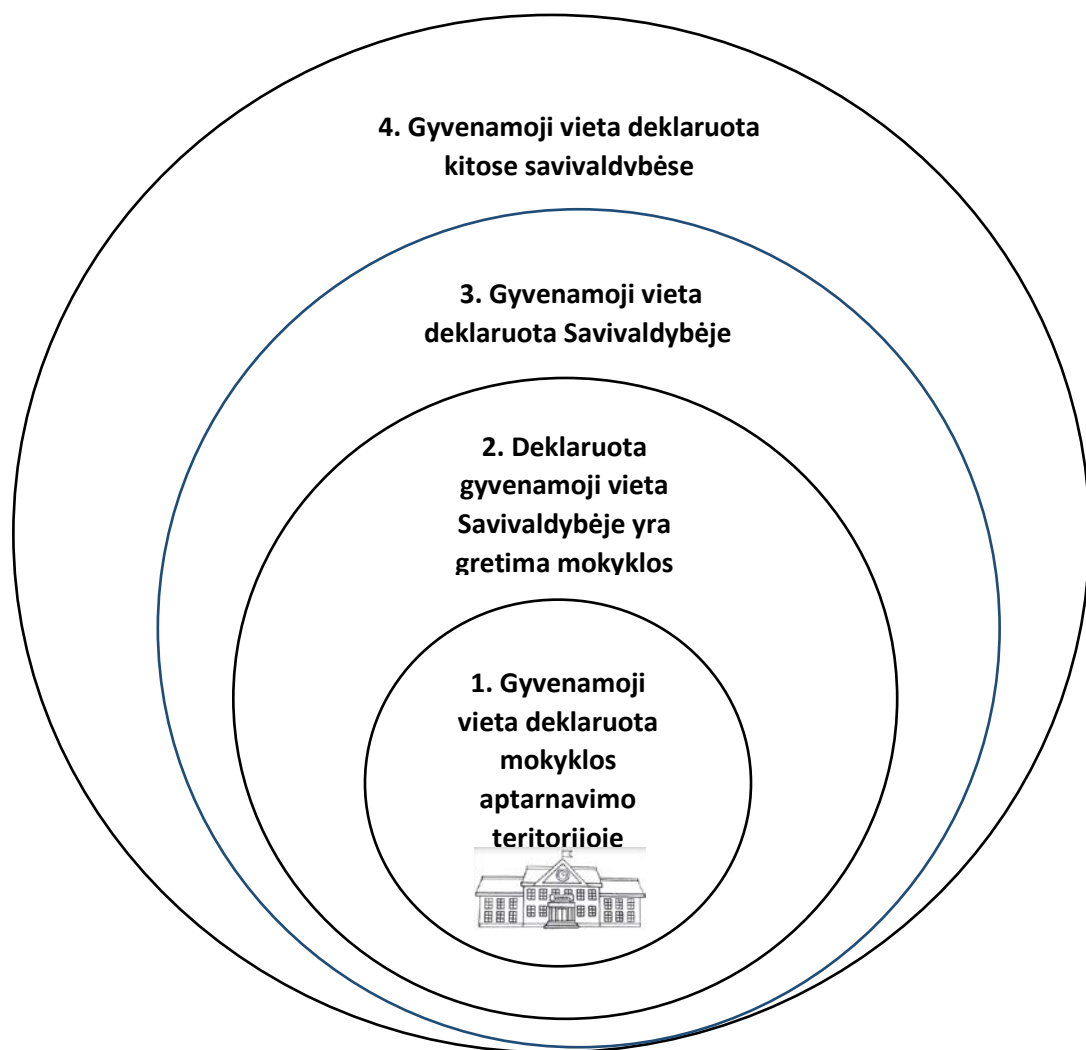 4. Gyvenamoji vieta deklaruota
kitose savivaldybėse
3. Gyvenamoji vieta
deklaruota Savivaldybėje
2. Deklaruota
gyvenamoji vieta
Savivaldybėje yra
gretima mokyklos
1. Gyvenamoji
vieta deklaruota
mokyklos
aptarnavimo
teritorijoje